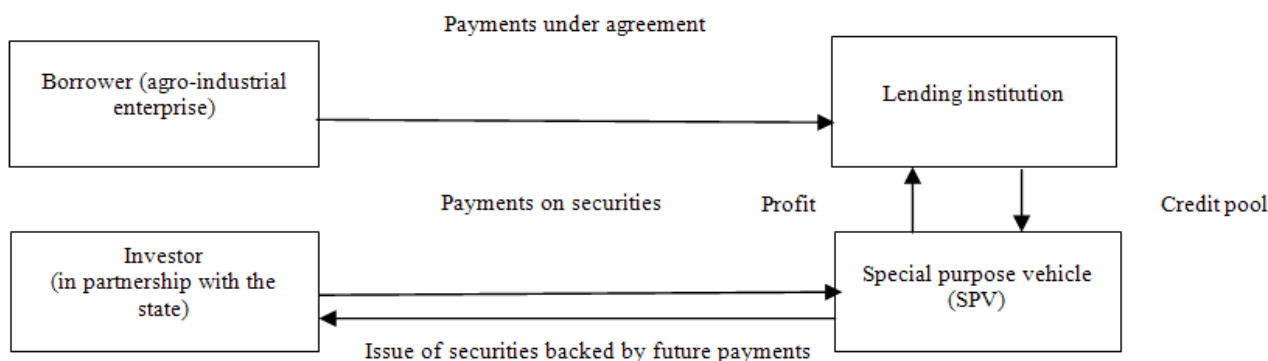 Payments under agreement
Borrower (agro-industrial
enterprise)
Lending institution
Payments on securities
Profit
Credit pool
Investor
(in partnership with the
state)
Special purpose vehicle
(SPV)
Issue of securities backed by future payments